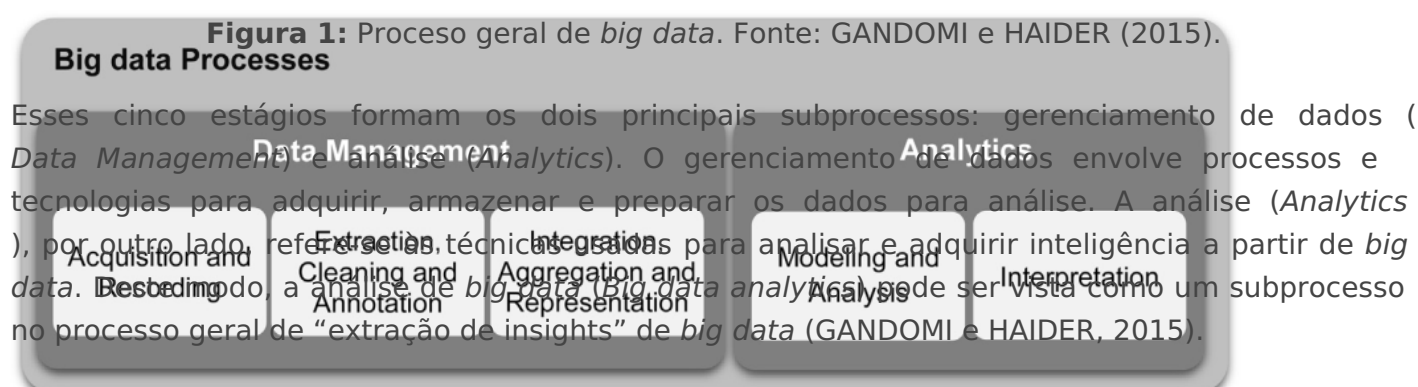 Figura 1: Proceso geral de big data. Fonte: GANDOMI e HAIDER (2015).
Big data Processes
Esses cinco estágios formam os dois principais subprocessos: gerenciamento de dados (
Data Management) e análise (Analytics). O gerenciamento de dados envolve processos e
tecnologias para adquirir, armazenar e preparar os dados para análise. A análise (Analytics
), por outro lado, refere-se às técnicas usadas para analisar e adquirir inteligência a partir de big
data. Deste modo, a análise de big data (Big data analytics) pode ser vista como um subprocesso
no processo geral de “extração de insights” de big data (GANDOMI e HAIDER, 2015).
Data Management
Analytics
Acquisition and
Recording
Extraction,
Cleaning and
Annotation
Integration,
Aggregation and
Representation
Modeling and
Analysis
Interpretation